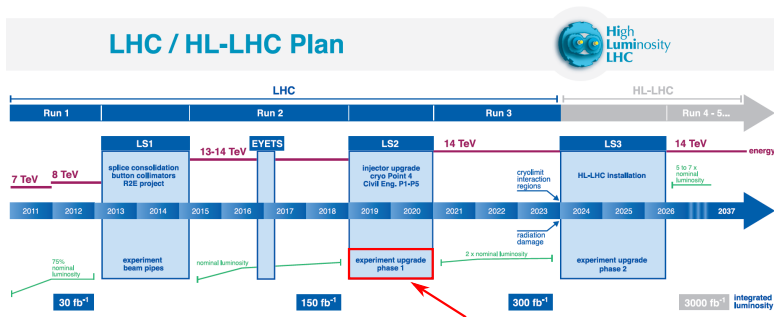 LHC / HL-LHC Plan
High
Luminosity
LHC
LHC
HL-LHC
Run 1
Run 2
Run 3
Run 4 - 5...
LS1
EYETS
LS2
LS3
13-14 TeV
14 TeV
14 TeV
energy
7 TeV
8 TeV
splice consolidation
button collimators
R2E project
injector upgrade
cryo Point 4
Civil Eng. P1-P5
cryolimit
interaction
regions
HL-LHC installation
5 to 7 x
nominal
luminosity
2011 2012 2013 2014 2015 2016 2017 2018 2019 2020 2021 2022 2023 2024 2025 2026 2037
radiation
damage
75%
nominal
luminosity
experiment
beam pipes
nominal luminosity
experiment upgrade
phase 1
2 x nominal luminosity
experiment upgrade
phase 2
30 fb-1
150 fb-1
300 fb-1
3000 fb-1
integrated
luminosity